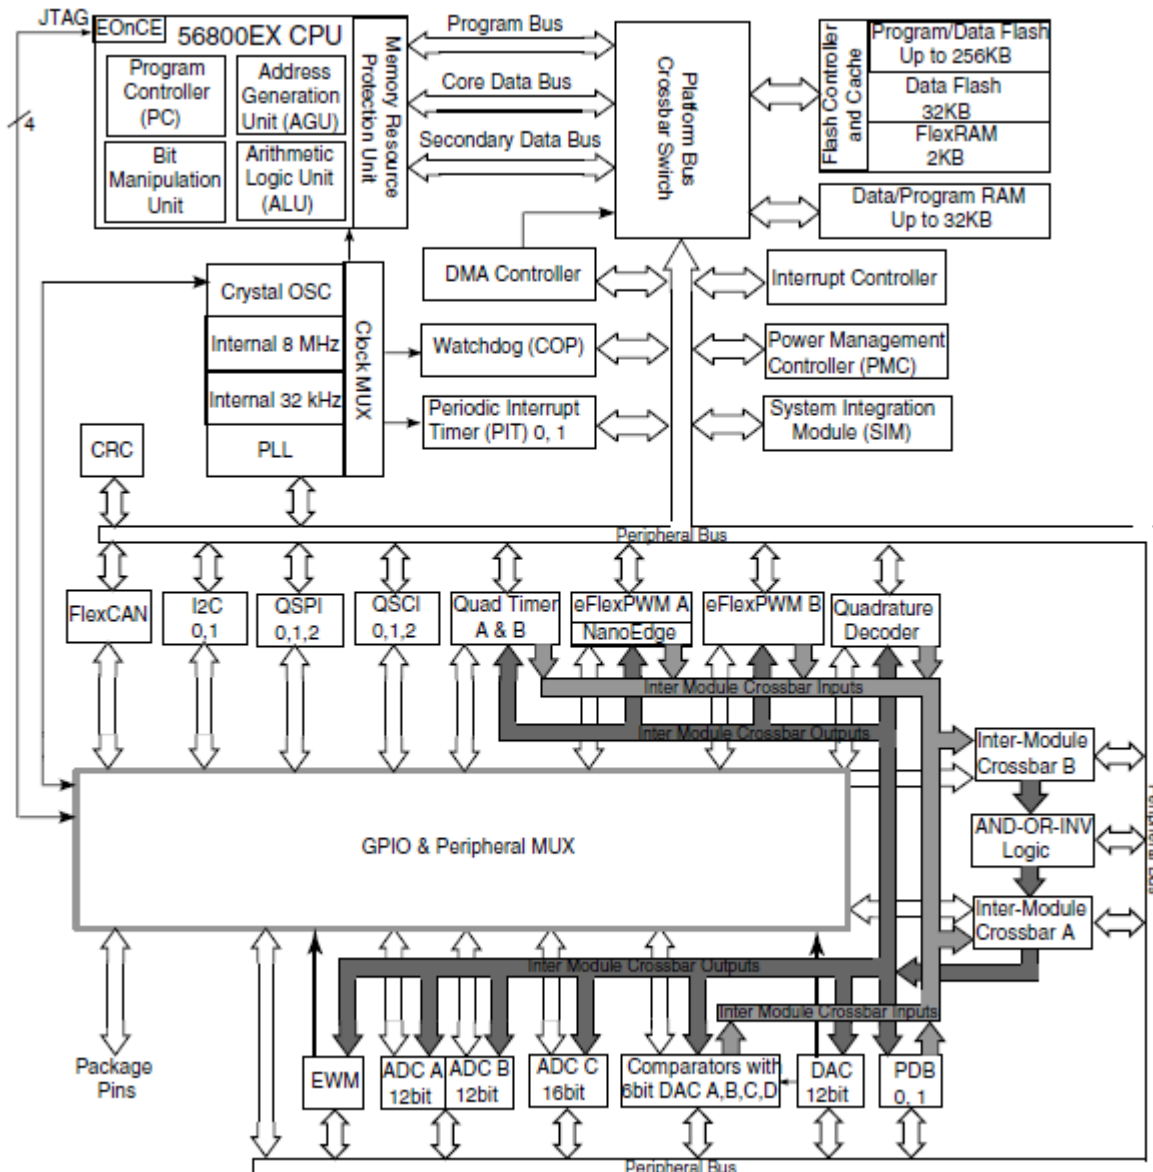 JTAG
EOnCE
56800EX CPU
Program
Controller
(PC)
Address
Generation
Unit (AGU)
Bit
Manipulation
Unit
Arithmetic
Logic Unit
(ALU)
Memory Resource
Protection Unit
4
Program Bus
Core Data Bus
Secondary Data Bus
Platform Bus
Crossbar Swirch
Flash Controller
and Cache
Program/Data Flash
Up to 256KB
Data Flash
32KB
FlexRAM
2KB
Data/Program RAM
Up to 32KB
DMA Controller
Interrupt Controller
Crystal OSC
Internal 8 MHz
Internal 32 kHz
PLL
Clock MUX
Watchdog (COP)
Power Management
Controller (PMC)
Periodic Interrupt
Timer (PIT) 0, 1
System Integration
Module (SIM)
CRC
Peripheral Bus
FlexCAN
I2C
0,1
QSPI
0,1,2
QSCI
0,1,2
Quad Timer
A & B
eFlexPWM A
NanoEdge
eFlexPWM B
Quadrature
Decoder
Inter Module Crossbar Inputs
Inter Module Crossbar Outputs
Inter-Module
Crossbar B
GPIO & Peripheral MUX
AND-OR-INV
Logic
Peripheral Bus
Inter-Module
Crossbar A
Inter Module Crossbar Outputs
Inter Module Crossbar Inputs
Package
Pins
EWM
ADC A
12bit
ADC B
12bit
ADC C
16bit
Comparators with
6bit DAC A,B,C,D
DAC
12bit
PDB
0, 1
Peripheral Bus